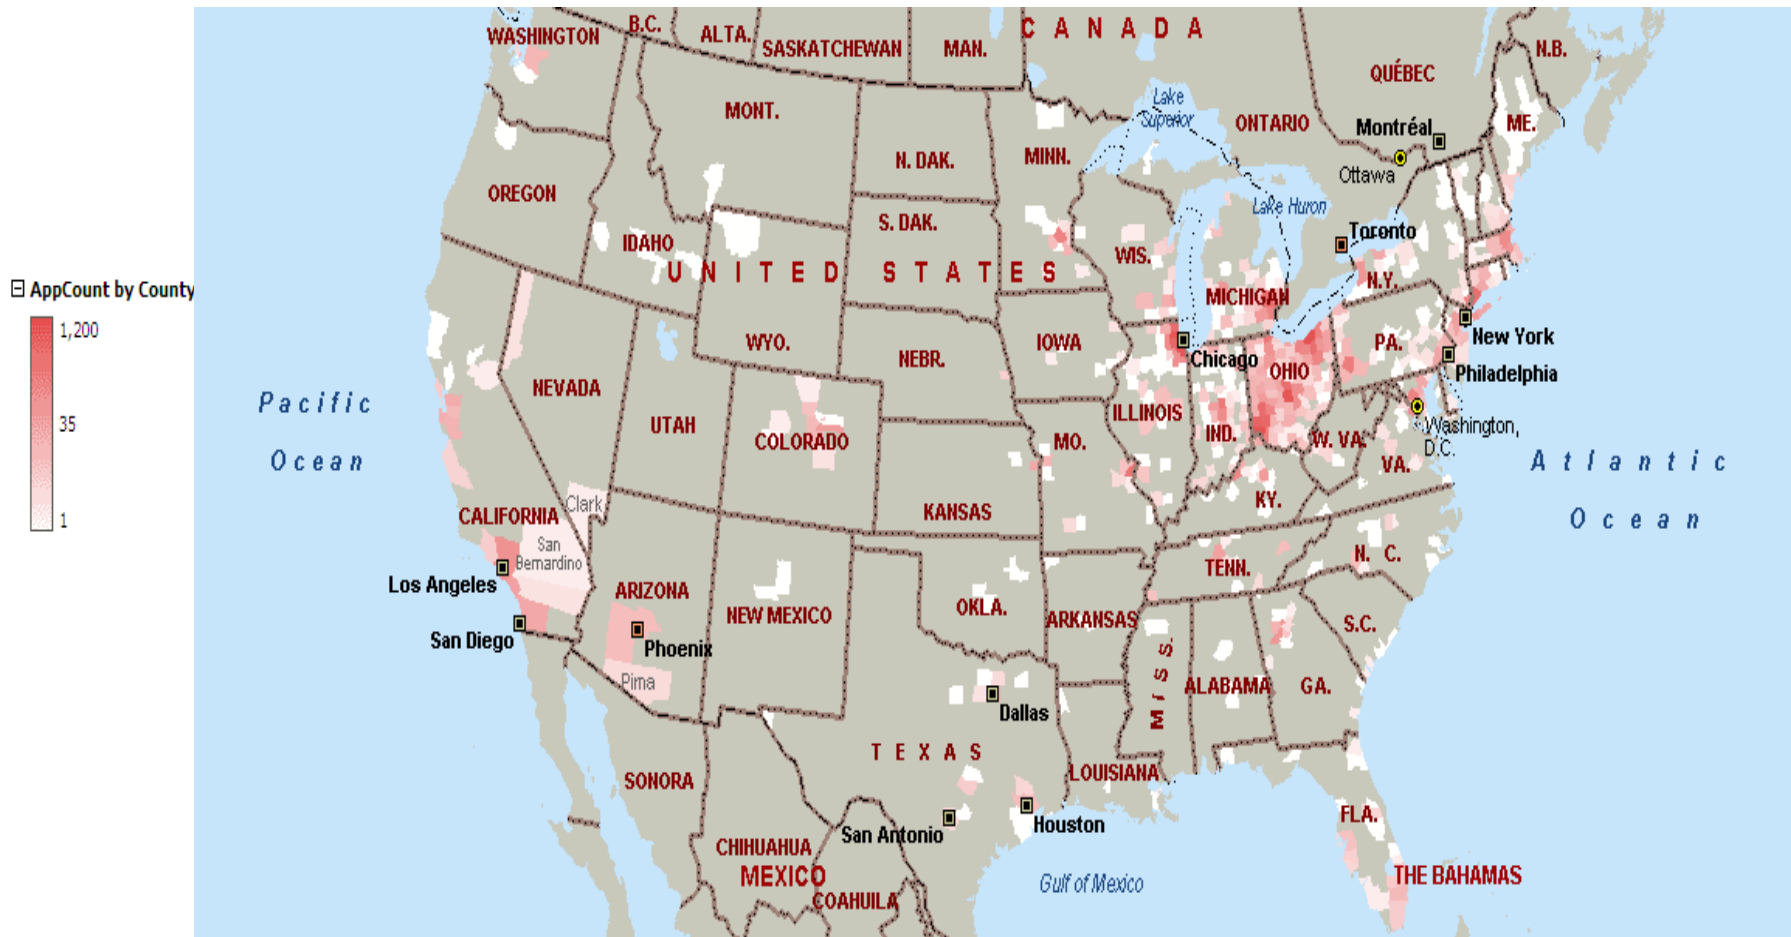 AppCount by County
1,200
35
1
CANADA
WASHINGTON
B.C.
ALTA.
SASKATCHEWAN
MAN.
N.B.
QUÉBEC
MONT.
Lake
Superior
ONTARIO
Montréal
ME.
N. DAK.
MINN.
Ottawa
OREGON
Lake Huron
S. DAK.
Toronto
IDAHO
WIS.
UNITED STATES
N.Y.
MICHIGAN
WYO.
IOWA
New York
NEBR.
Chicago
PA.
OHIO
Philadelphia
NEVADA
Pacific
Ocean
UTAH
COLORADO
MO.
ILLINOIS
IND.
W. VA.
Washington,
D.C.
VA.
Atlantic
Ocean
Clark
CALIFORNIA
KANSAS
KY.
San
Bernardino
N. C.
TENN.
Los Angeles
ARIZONA
NEW MEXICO
OKLA.
ARKANSAS
S.C.
San Diego
Phoenix
MISS.
Pima
ALABAMA
GA.
Dallas
TEXAS
LOUISIANA
SONORA
FLA.
San Antonio
Houston
CHIHUAHUA
MEXICO
Gulf of Mexico
THE BAHAMAS
COAHUILA